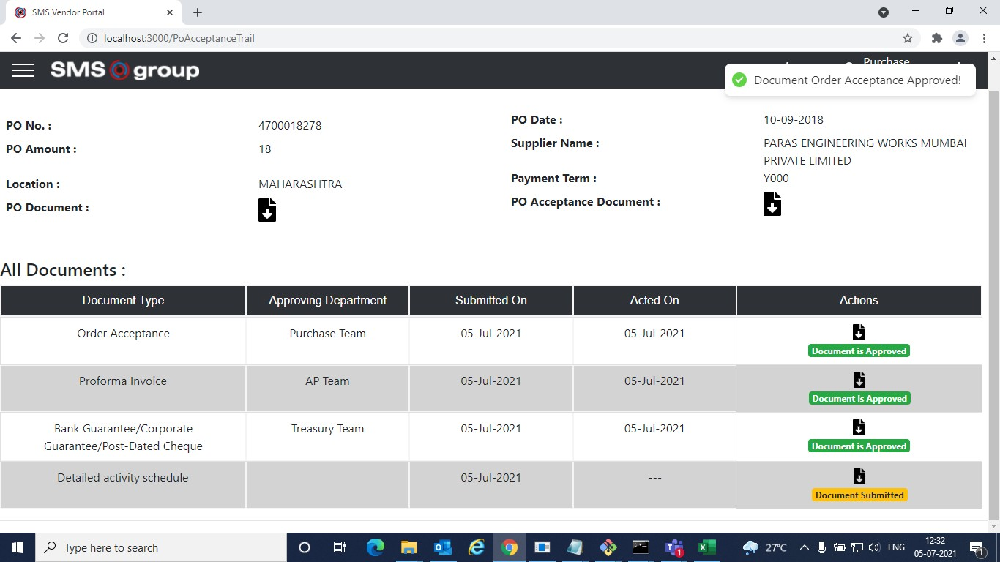 SMS Vendor Portal
localhost:3000/PoAcceptanceTrail
SMS group
Purchase
Document Order Acceptance Approved!
PO No. : 4700018278
PO Date : 10-09-2018
PO Amount : 18
Supplier Name : PARAS ENGINEERING WORKS MUMBAI
PRIVATE LIMITED
Location : MAHARASHTRA
Payment Term : Y000
PO Document :
PO Acceptance Document :
All Documents :
Document Type Approving Department Submitted On Acted On Actions
Order Acceptance Purchase Team 05-Jul-2021 05-Jul-2021
Document is Approved
Proforma Invoice AP Team 05-Jul-2021 05-Jul-2021
Document is Approved
Bank Guarantee/Corporate
Guarantee/Post-Dated Cheque Treasury Team 05-Jul-2021 05-Jul-2021
Document is Approved
Detailed activity schedule 05-Jul-2021 ---
Document Submitted
Type here to search
27°C
ENG
12:32
05-07-2021
1
1